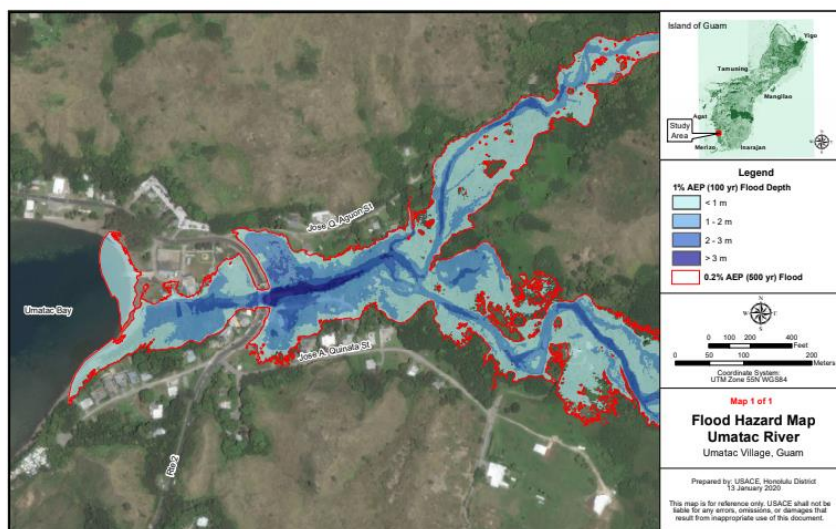 Island of Guam
Yigo
Tamuning
Mangilao
Agat
Study
Area
Merizo
Inarajan
Legend
1% AEP (100 yr) Flood Depth
< 1 m
1 - 2 m
2 - 3 m
> 3 m
0.2% AEP (500 yr) Flood
N
W
E
S
0 100 200 400
Feet
0 50 100 200
Meters
Coordinate System:
UTM Zone 55N WGS84
Map 1 of 1
Flood Hazard Map
Umatac River
Umatac Village, Guam
Prepared by: USACE, Honolulu District
13 January 2020
This map is for reference only. USACE shall not be
liable for any errors, omissions, or damages that
result from inappropriate use of this document.
Jose Q. Aguon St
Umatac Bay
Jose A. Quinata St
Rte 2